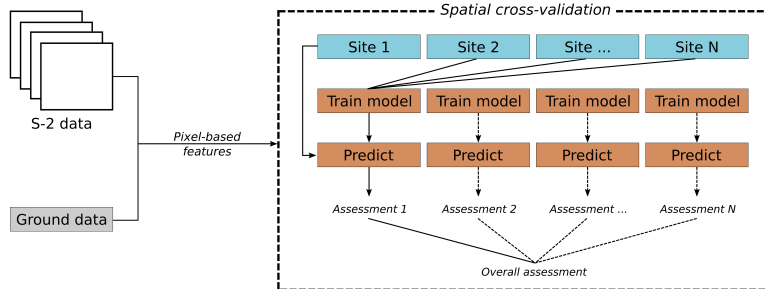 Spatial cross-validation
Site 1
Site 2
Site ...
Site N
S-2 data
Train model
Train model
Train model
Train model
Pixel-based
features
Predict
Predict
Predict
Predict
Ground data
Assessment 1
Assessment 2
Assessment ...
Assessment N
Overall assessment